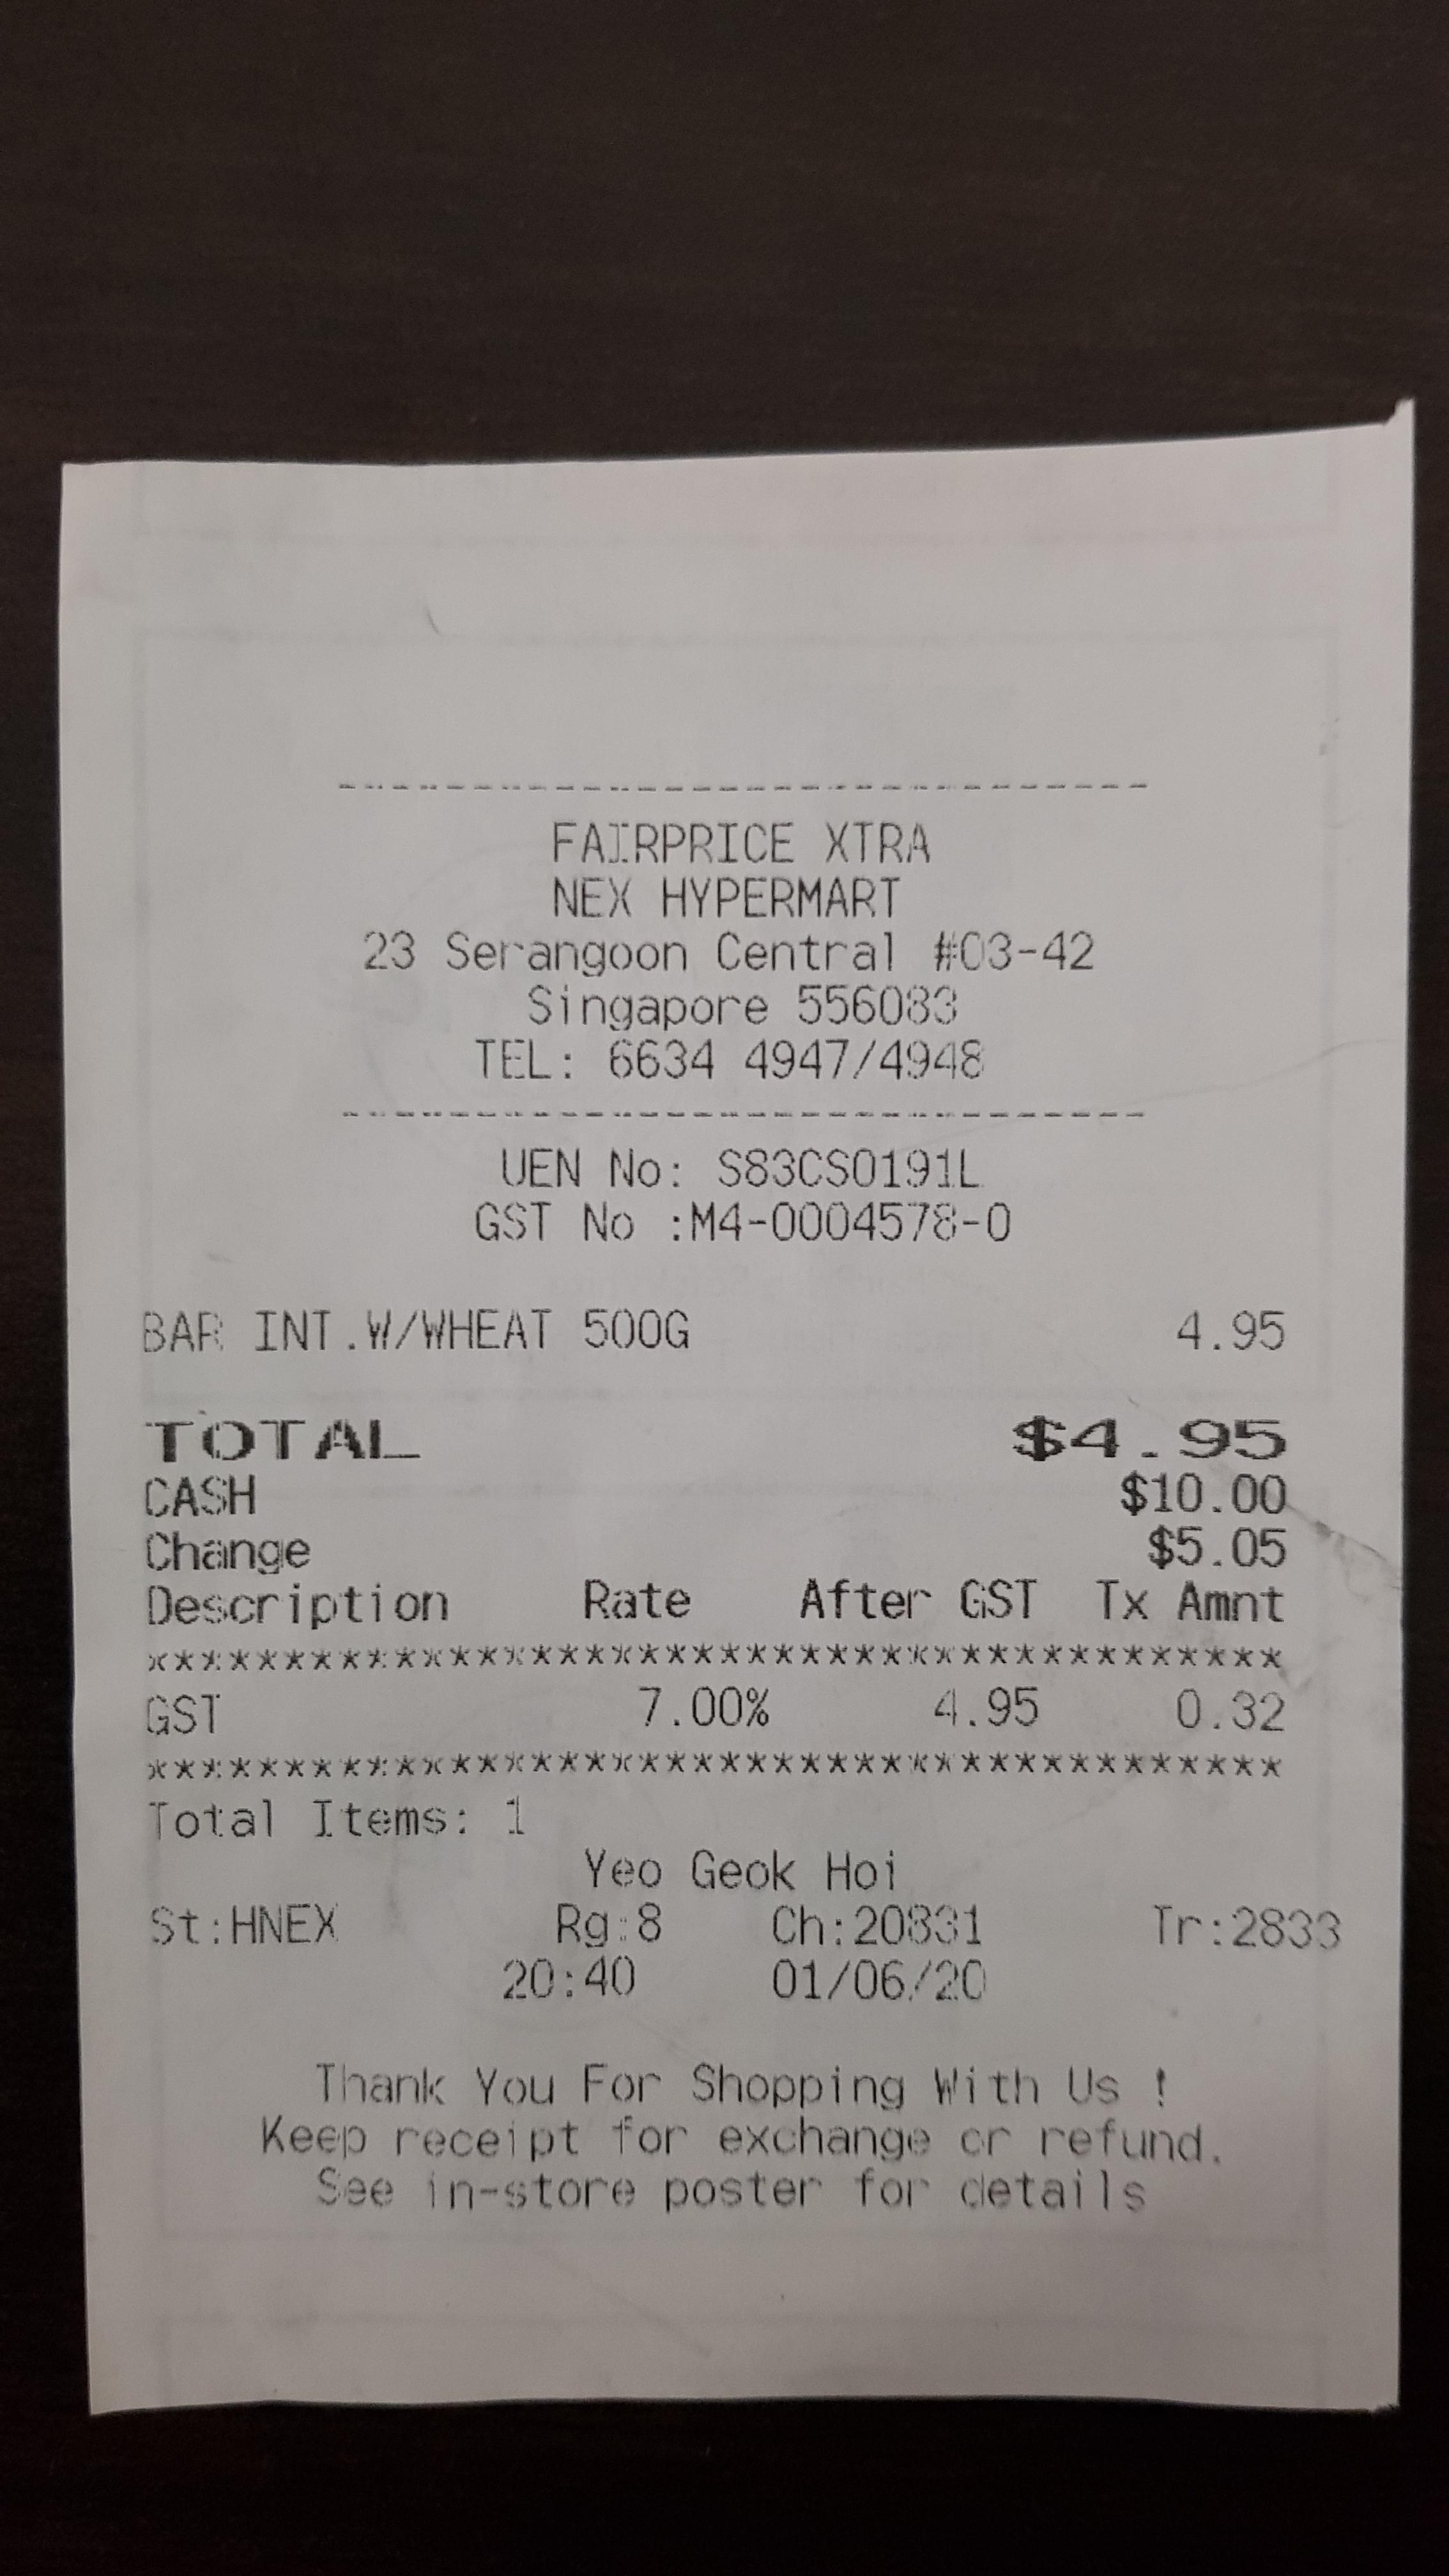 -------------------------------
FAIRPRICE XTRA
NEX HYPERMART
23 Serangoon Central #03-42
Singapore 556083
TEL: 6634 4947/4948
-------------------------------
UEN No: S83CS0191L
GST No :M4-0004578-0
BAR INT.W/WHEAT 500G 4.95
TOTAL $4.95
CASH $10.00
Change $5.05
Description Rate After GST Tx Amnt
******************************************
GST 7.00% 4.95 0.32
******************************************
Total Items: 1
Yeo Geok Hoi
St:HNEX Rg:8 Ch:20831 Tr:2833
20:40 01/06/20
Thank You For Shopping With Us !
Keep receipt for exchange or refund.
See in-store poster for details